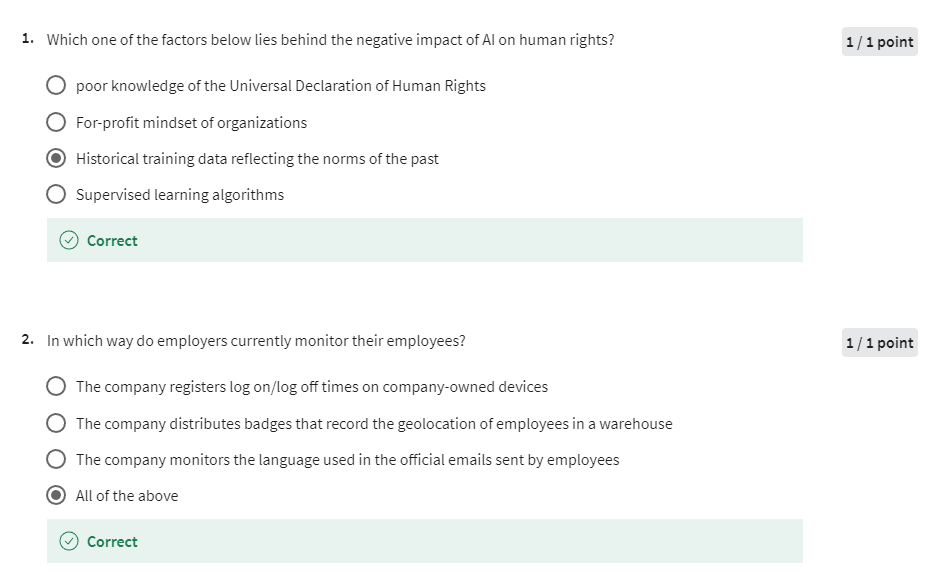 1. Which one of the factors below lies behind the negative impact of AI on human rights?
1 / 1 point
poor knowledge of the Universal Declaration of Human Rights
For-profit mindset of organizations
Historical training data reflecting the norms of the past
Supervised learning algorithms
Correct
2. In which way do employers currently monitor their employees?
1 / 1 point
The company registers log on/log off times on company-owned devices
The company distributes badges that record the geolocation of employees in a warehouse
The company monitors the language used in the official emails sent by employees
All of the above
Correct